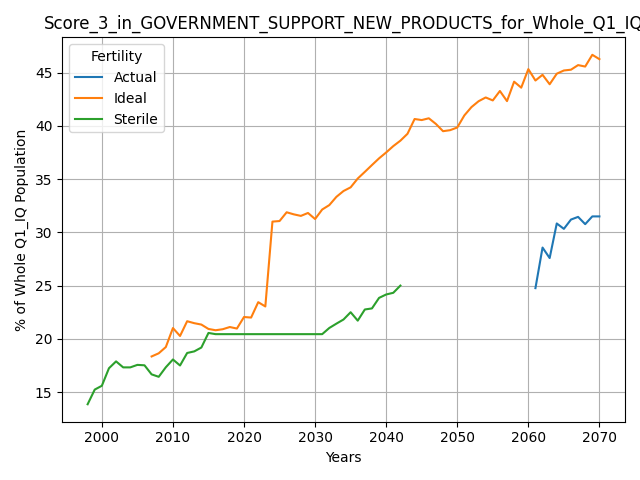 Score_3_in_GOVERNMENT_SUPPORT_NEW_PRODUCTS_for_Whole_Q1_IQ
Fertility
Actual
Ideal
Sterile
% of Whole Q1_IQ Population
45
40
35
30
25
20
15
2000 2010 2020 2030 2040 2050 2060 2070
Years